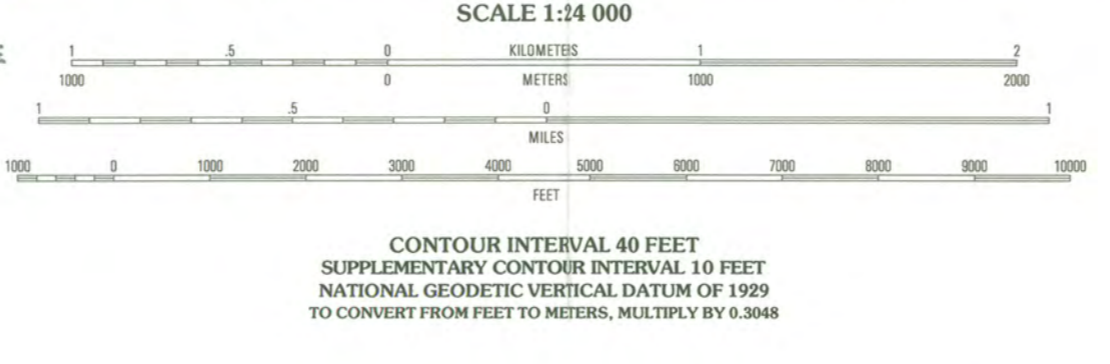 SCALE 1:24 000
1 .5 0 KILOMETERS 1 2
1000 0 METERS 1000 2000
1 .5 0 1
MILES
1000 0 1000 2000 3000 4000 5000 6000 7000 8000 9000 10000
FEET
CONTOUR INTERVAL 40 FEET
SUPPLEMENTARY CONTOUR INTERVAL 10 FEET
NATIONAL GEODETIC VERTICAL DATUM OF 1929
TO CONVERT FROM FEET TO METERS, MULTIPLY BY 0.3048